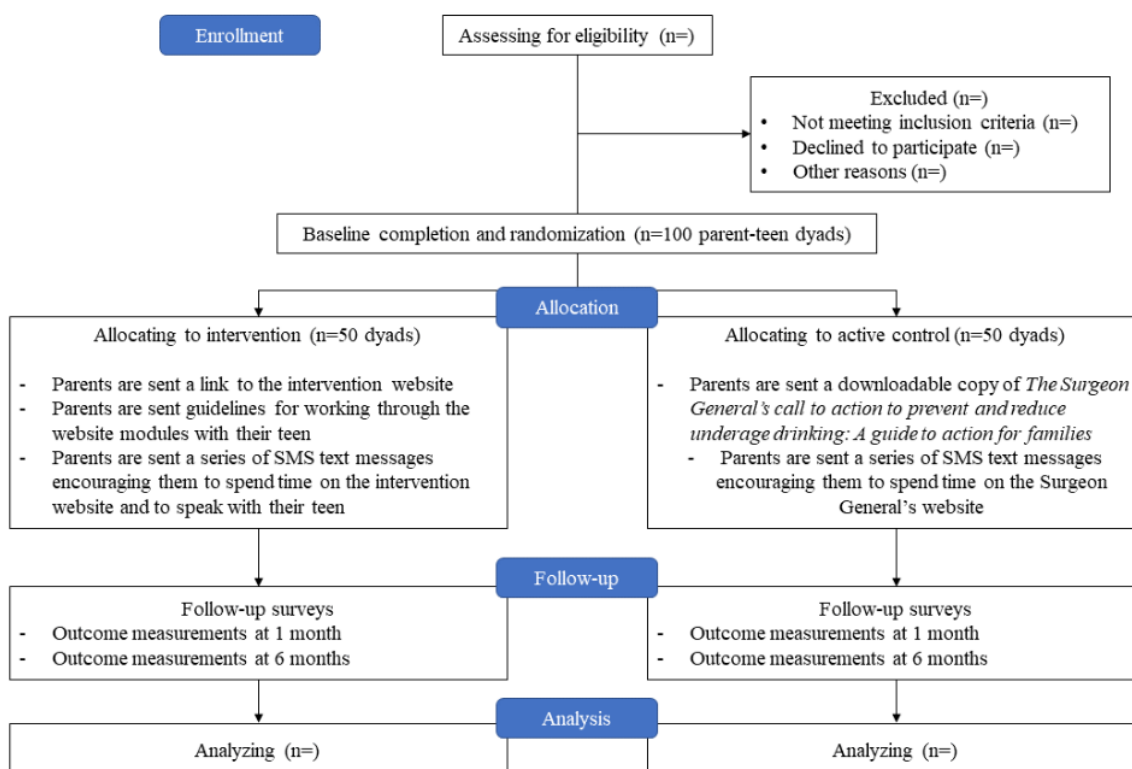 Enrollment
Assessing for eligibility (n=)
Excluded (n=)
• Not meeting inclusion criteria (n=)
• Declined to participate (n=)
• Other reasons (n=)
Baseline completion and randomization (n=100 parent-teen dyads)
Allocation
Allocating to intervention (n=50 dyads)
- Parents are sent a link to the intervention website
- Parents are sent guidelines for working through the
website modules with their teen
- Parents are sent a series of SMS text messages
encouraging them to spend time on the intervention
website and to speak with their teen
Allocating to active control (n=50 dyads)
- Parents are sent a downloadable copy of The Surgeon
General's call to action to prevent and reduce
underage drinking: A guide to action for families
- Parents are sent a series of SMS text messages
encouraging them to spend time on the Surgeon
General's website
Follow-up
Follow-up surveys
- Outcome measurements at 1 month
- Outcome measurements at 6 months
Follow-up surveys
- Outcome measurements at 1 month
- Outcome measurements at 6 months
Analysis
Analyzing (n=)
Analyzing (n=)